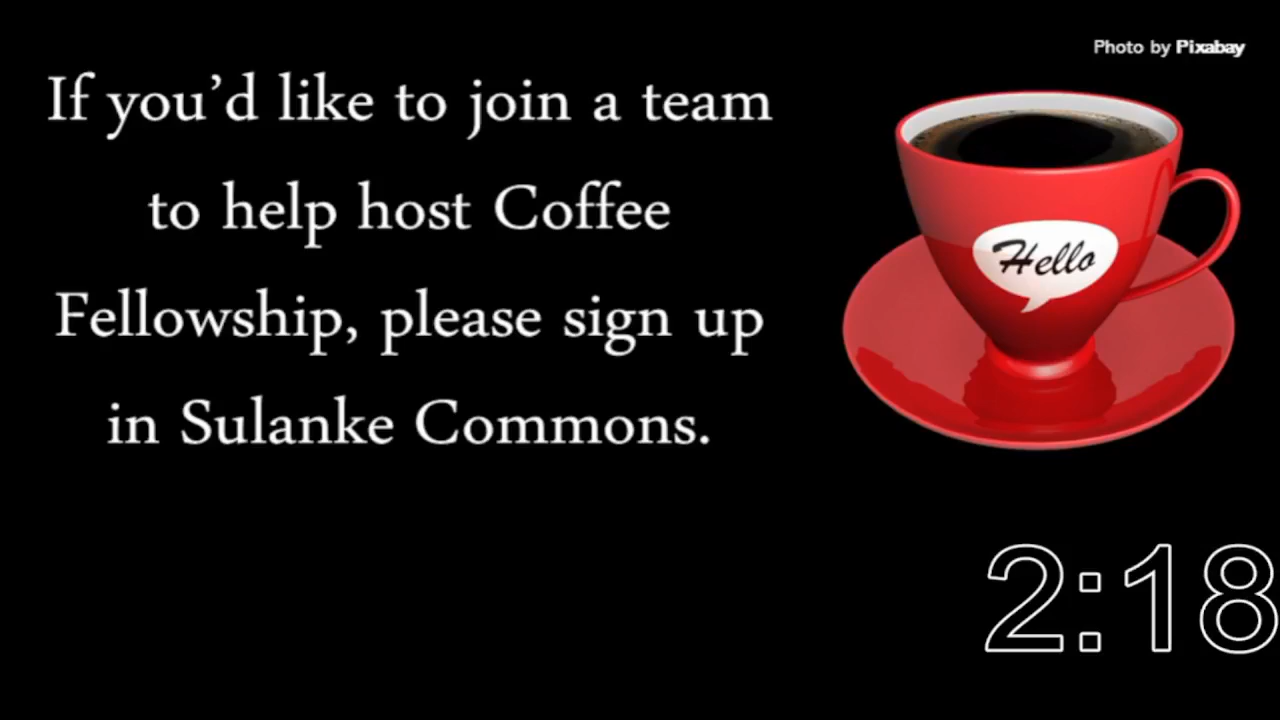 Photo by Pixabay
If you’d like to join a team
to help host Coffee
Fellowship, please sign up
in Sulanke Commons.
Hello
2:18